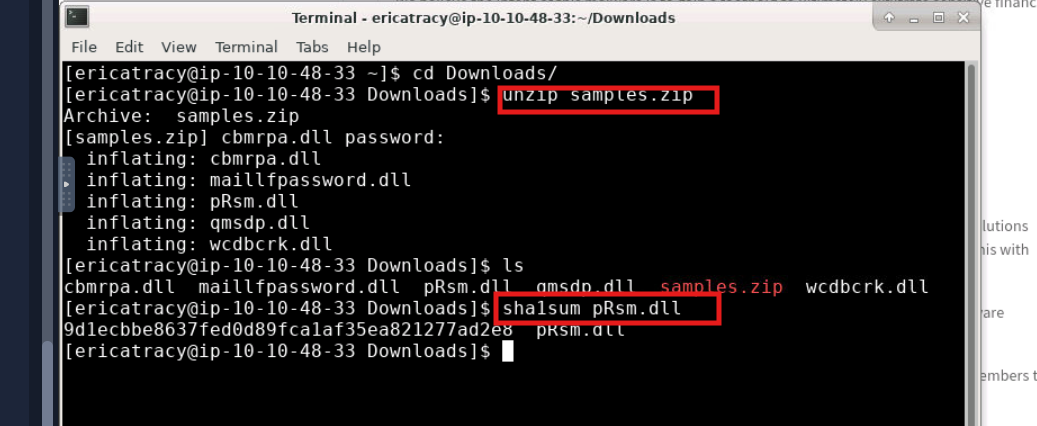 Terminal - ericatracy@ip-10-10-48-33:~/Downloads
File Edit View Terminal Tabs Help
[ericatracy@ip-10-10-48-33 ~]$ cd Downloads/
[ericatracy@ip-10-10-48-33 Downloads]$ unzip samples.zip
Archive:  samples.zip
[samples.zip] cbmrpa.dll password:
  inflating: cbmrpa.dll
  inflating: maillfpassword.dll
  inflating: pRsm.dll
  inflating: qmsdp.dll
  inflating: wcdbcrk.dll
[ericatracy@ip-10-10-48-33 Downloads]$ ls
cbmrpa.dll  maillfpassword.dll  pRsm.dll  qmsdp.dll  samples.zip  wcdbcrk.dll
[ericatracy@ip-10-10-48-33 Downloads]$ sha1sum pRsm.dll
9d1ecbbe8637fed0d89fca1af35ea821277ad2e8  pRsm.dll
[ericatracy@ip-10-10-48-33 Downloads]$
lutions
his with
are
embers t